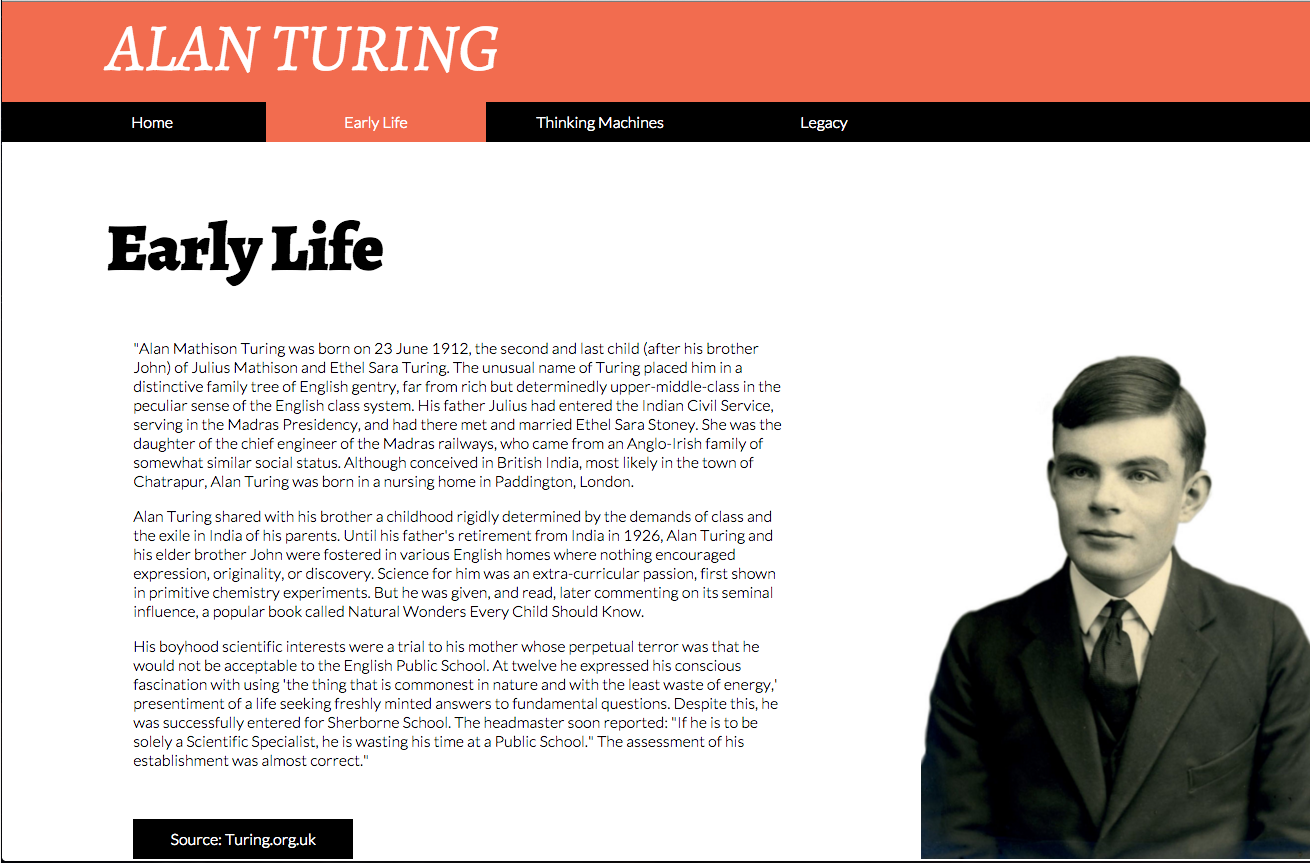 ALAN TURING
Home
Early Life
Thinking Machines
Legacy
Early Life
"Alan Mathison Turing was born on 23 June 1912, the second and last child (after his brother
John) of Julius Mathison and Ethel Sara Turing. The unusual name of Turing placed him in a
distinctive family tree of English gentry, far from rich but determinedly upper-middle-class in the
peculiar sense of the English class system. His father Julius had entered the Indian Civil Service,
serving in the Madras Presidency, and had there met and married Ethel Sara Stoney. She was the
daughter of the chief engineer of the Madras railways, who came from an Anglo-Irish family of
somewhat similar social status. Although conceived in British India, most likely in the town of
Chatrapur, Alan Turing was born in a nursing home in Paddington, London.
Alan Turing shared with his brother a childhood rigidly determined by the demands of class and
the exile in India of his parents. Until his father's retirement from India in 1926, Alan Turing and
his elder brother John were fostered in various English homes where nothing encouraged
expression, originality, or discovery. Science for him was an extra-curricular passion, first shown
in primitive chemistry experiments. But he was given, and read, later commenting on its seminal
influence, a popular book called Natural Wonders Every Child Should Know.
His boyhood scientific interests were a trial to his mother whose perpetual terror was that he
would not be acceptable to the English Public School. At twelve he expressed his conscious
fascination with using 'the thing that is commonest in nature and with the least waste of energy,'
presentiment of a life seeking freshly minted answers to fundamental questions. Despite this, he
was successfully entered for Sherborne School. The headmaster soon reported: "If he is to be
solely a Scientific Specialist, he is wasting his time at a Public School." The assessment of his
establishment was almost correct."
Source: Turing.org.uk